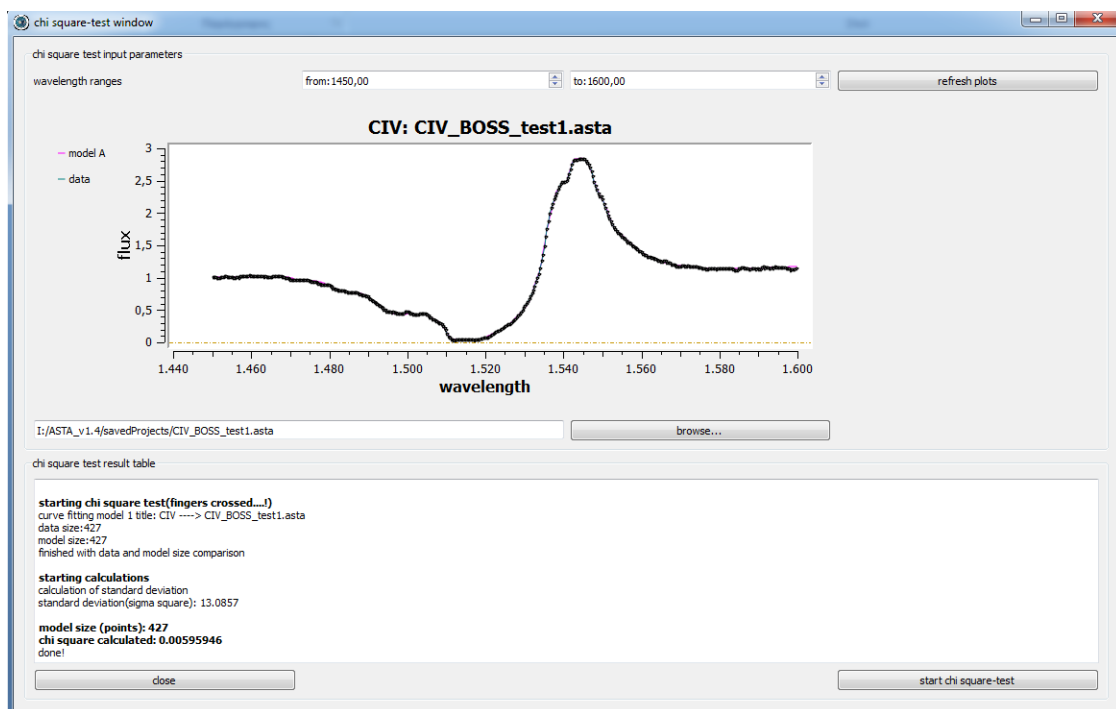 chi square-test window
chi square test input parameters
wavelength ranges
from:1450,00
to:1600,00
refresh plots
CIV: CIV_BOSS_test1.asta
model A
data
3
2,5
2
1,5
1
0,5
0
flux
1.440 1.460 1.480 1.500 1.520 1.540 1.560 1.580 1.600
wavelength
I:/ASTA_v1.4/savedProjects/CIV_BOSS_test1.asta
browse...
chi square test result table
starting chi square test(fingers crossed....!)
curve fitting model 1 title: CIV ----> CIV_BOSS_test1.asta
data size:427
model size:427
finished with data and model size comparison
starting calculations
calculation of standard deviation
standard deviation(sigma square): 13.0857
model size (points): 427
chi square calculated: 0.00595946
done!
close
start chi square-test